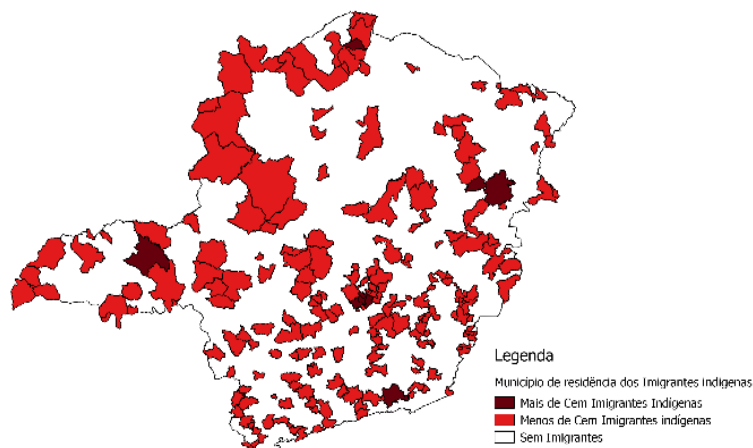 Legenda
Município de residência dos Imigrantes indígenas
Mais de Cem Imigrantes Indígenas
Menos de Cem Imigrantes indígenas
Sem Imigrantes